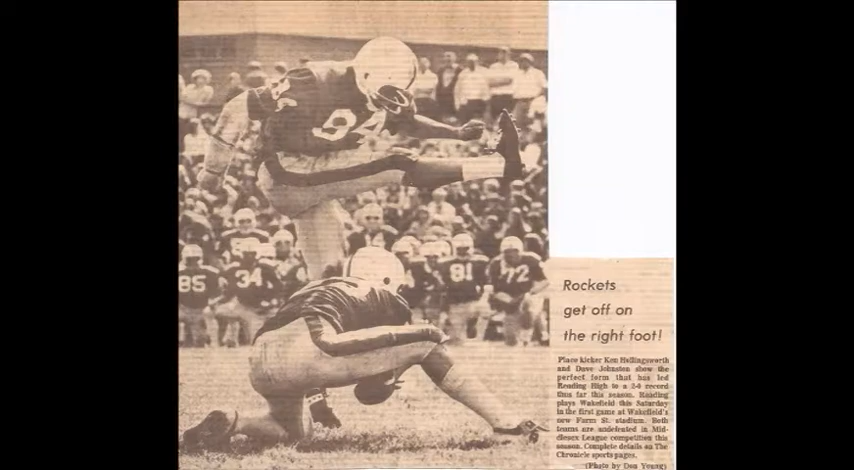 94
85
34
81
72
Rockets
get off on
the right foot!
Place kicker Ken Hollingsworth
and Dave Johnston show the
perfect form that has led
Reading High to a 2-0 record
thus far this season. Reading
plays Wakefield this Saturday
in the first game at Wakefield's
new Farm St. stadium. Both
teams are undefeated in Mid-
dlesex League competition this
season. Complete details on The
Chronicle sports pages.
(Photo by Don Young)